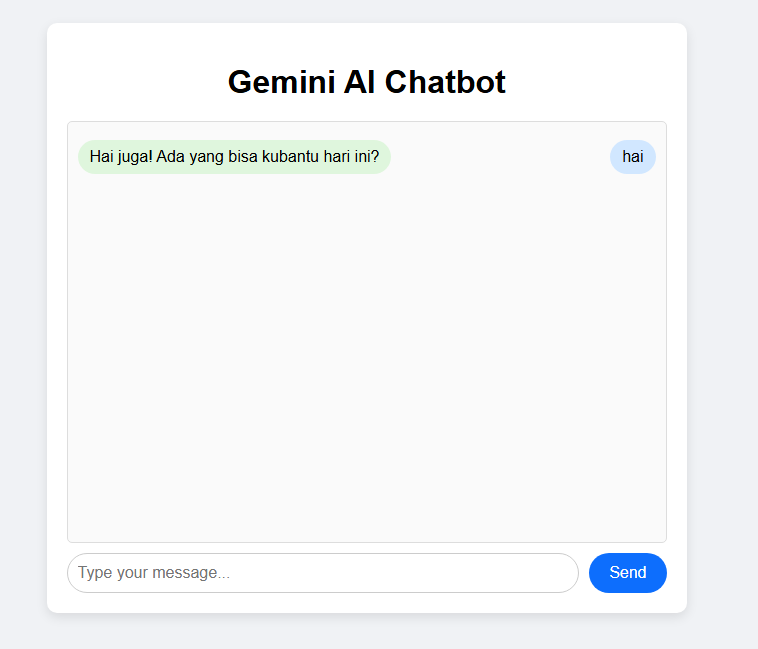 Gemini AI Chatbot
Hai juga! Ada yang bisa kubantu hari ini?
hai
Type your message...
Send